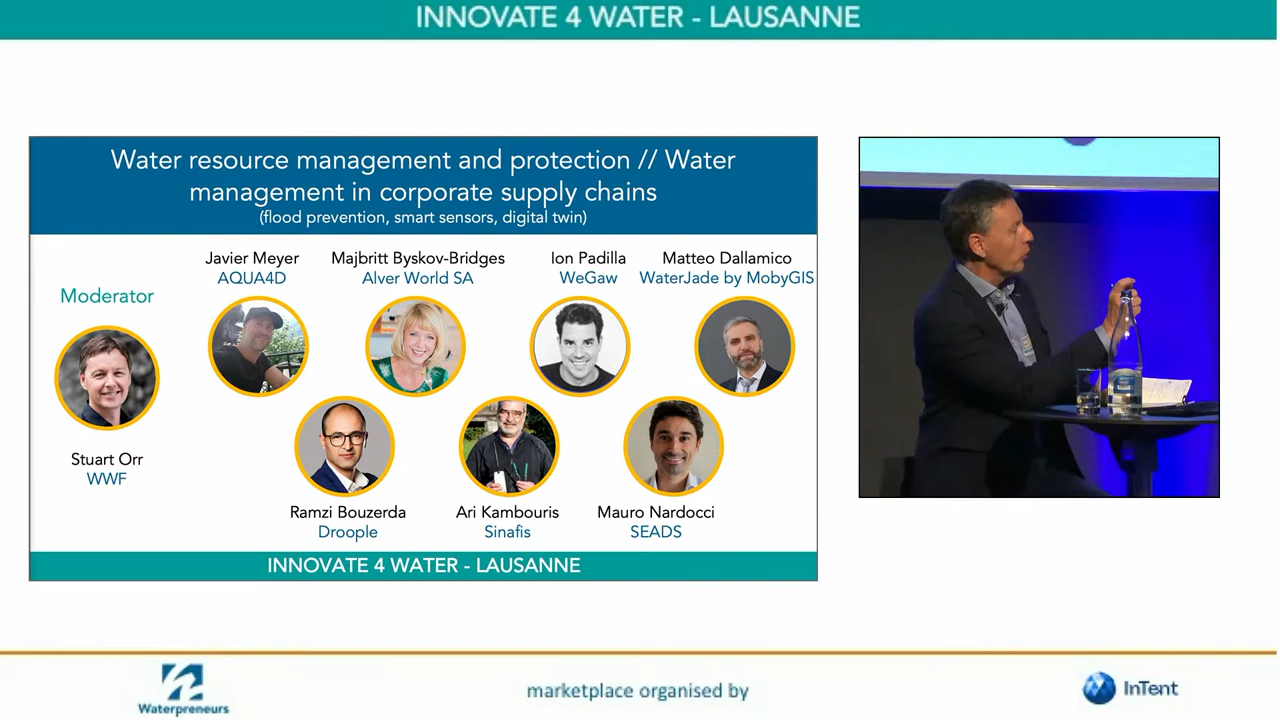 INNOVATE 4 WATER - LAUSANNE
Water resource management and protection // Water
management in corporate supply chains
(flood prevention, smart sensors, digital twin)
Moderator
Stuart Orr
WWF
Javier Meyer
AQUA4D
Majbritt Byskov-Bridges
Alver World SA
Ion Padilla
WeGaw
Matteo Dallamico
WaterJade by MobyGIS
Ramzi Bouzerda
Droople
Ari Kambouris
Sinafis
Mauro Nardocci
SEADS
INNOVATE 4 WATER - LAUSANNE
Waterpreneurs
marketplace organised by
InTent